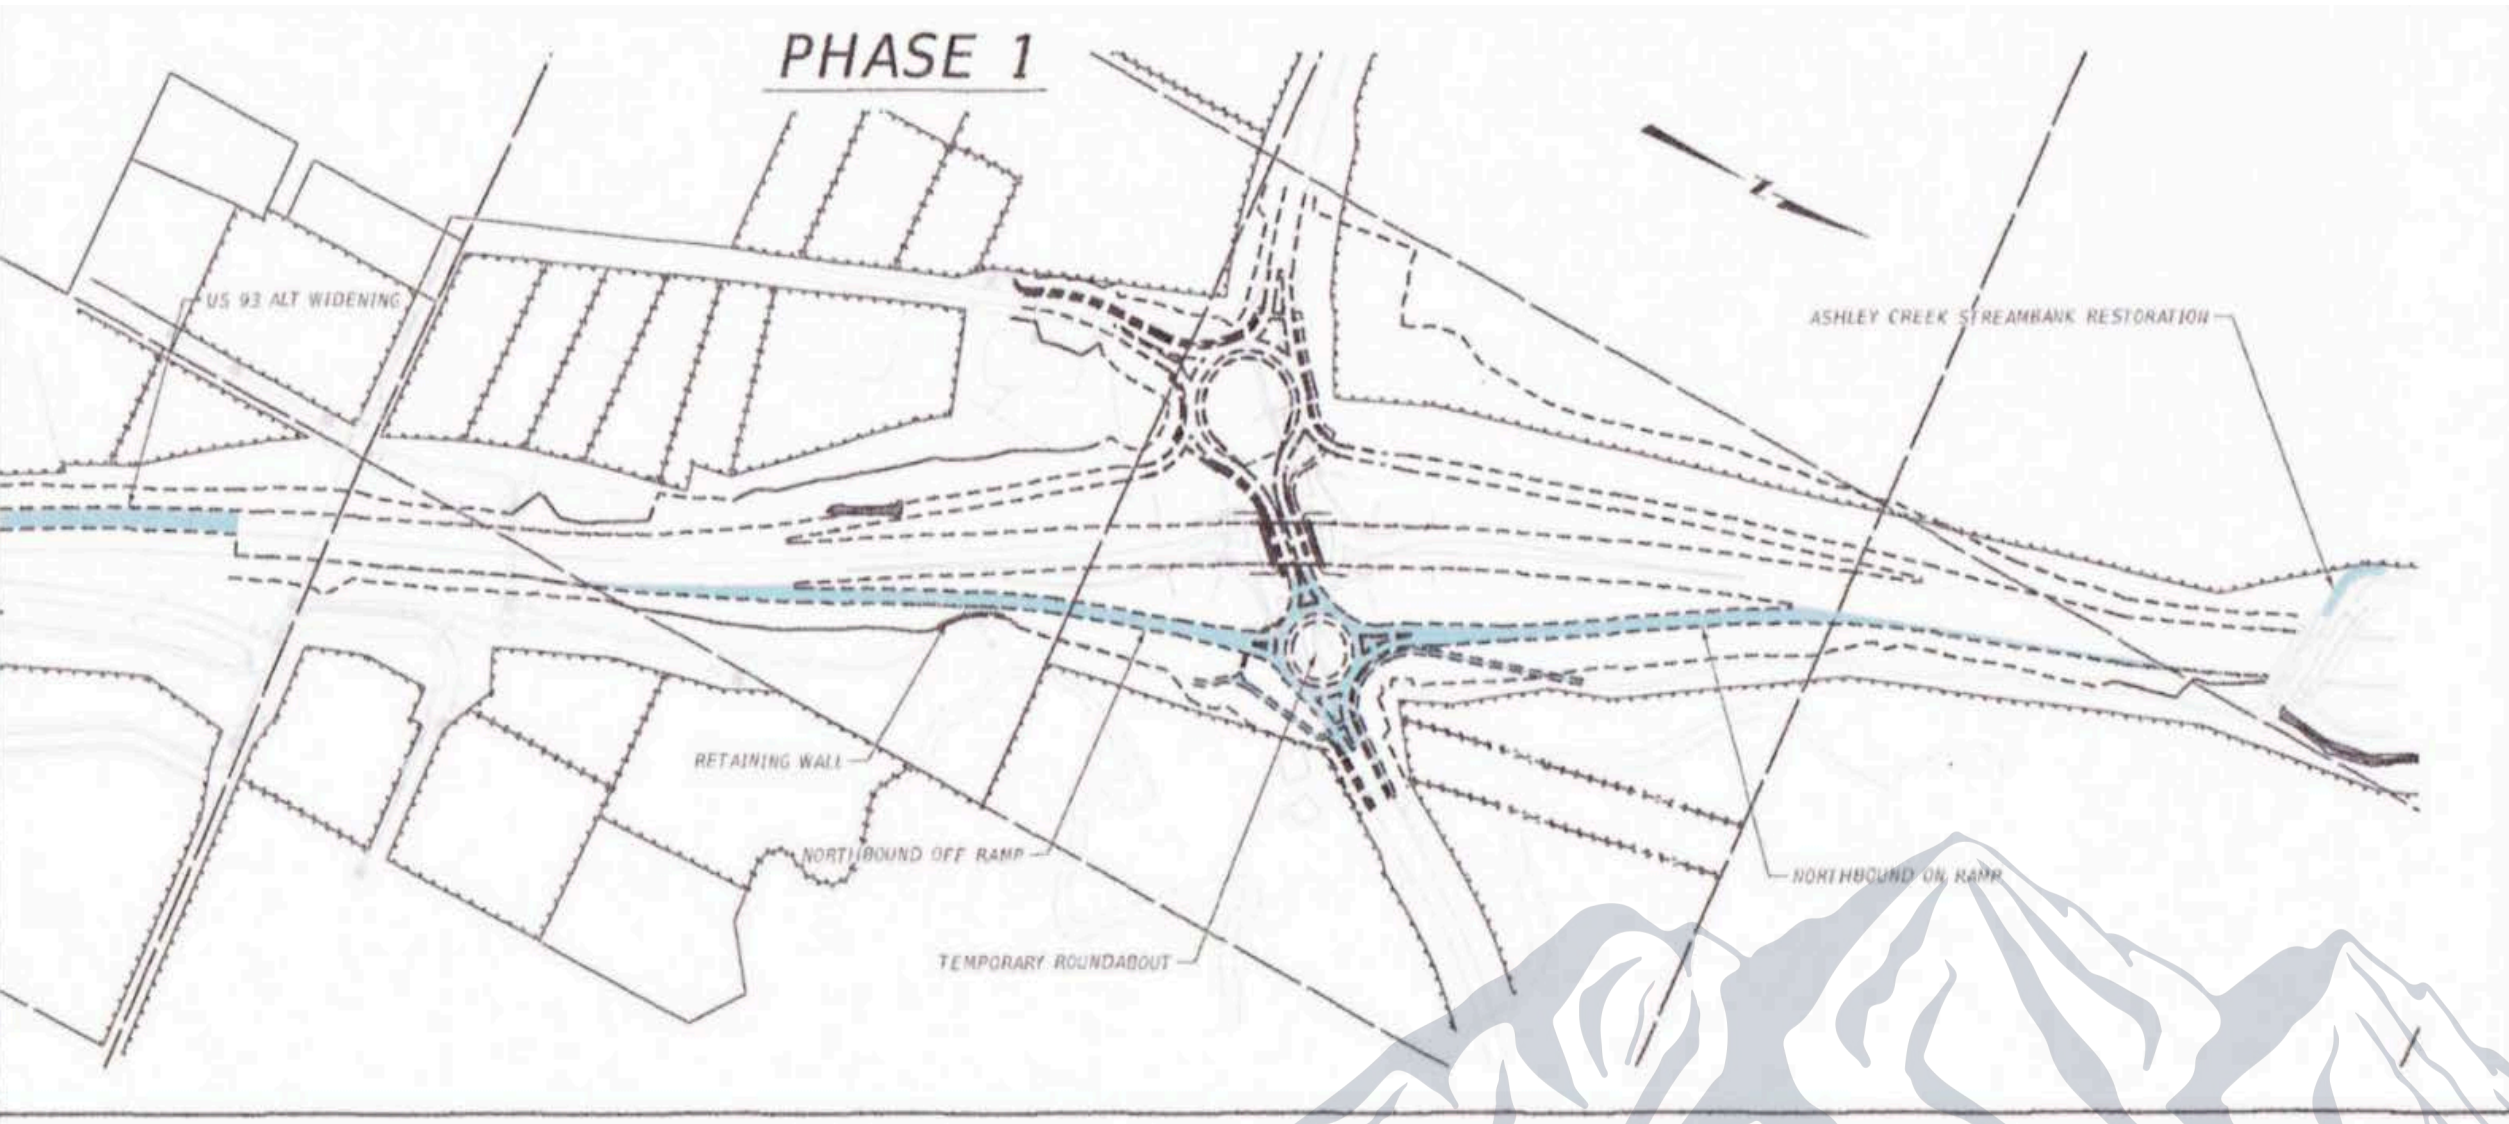 PHASE 1
US 93 ALT WIDENING
ASHLEY CREEK STREAMBANK RESTORATION
RETAINING WALL
NORTHBOUND OFF RAMP
NORTHBOUND ON RAMP
TEMPORARY ROUNDABOUT